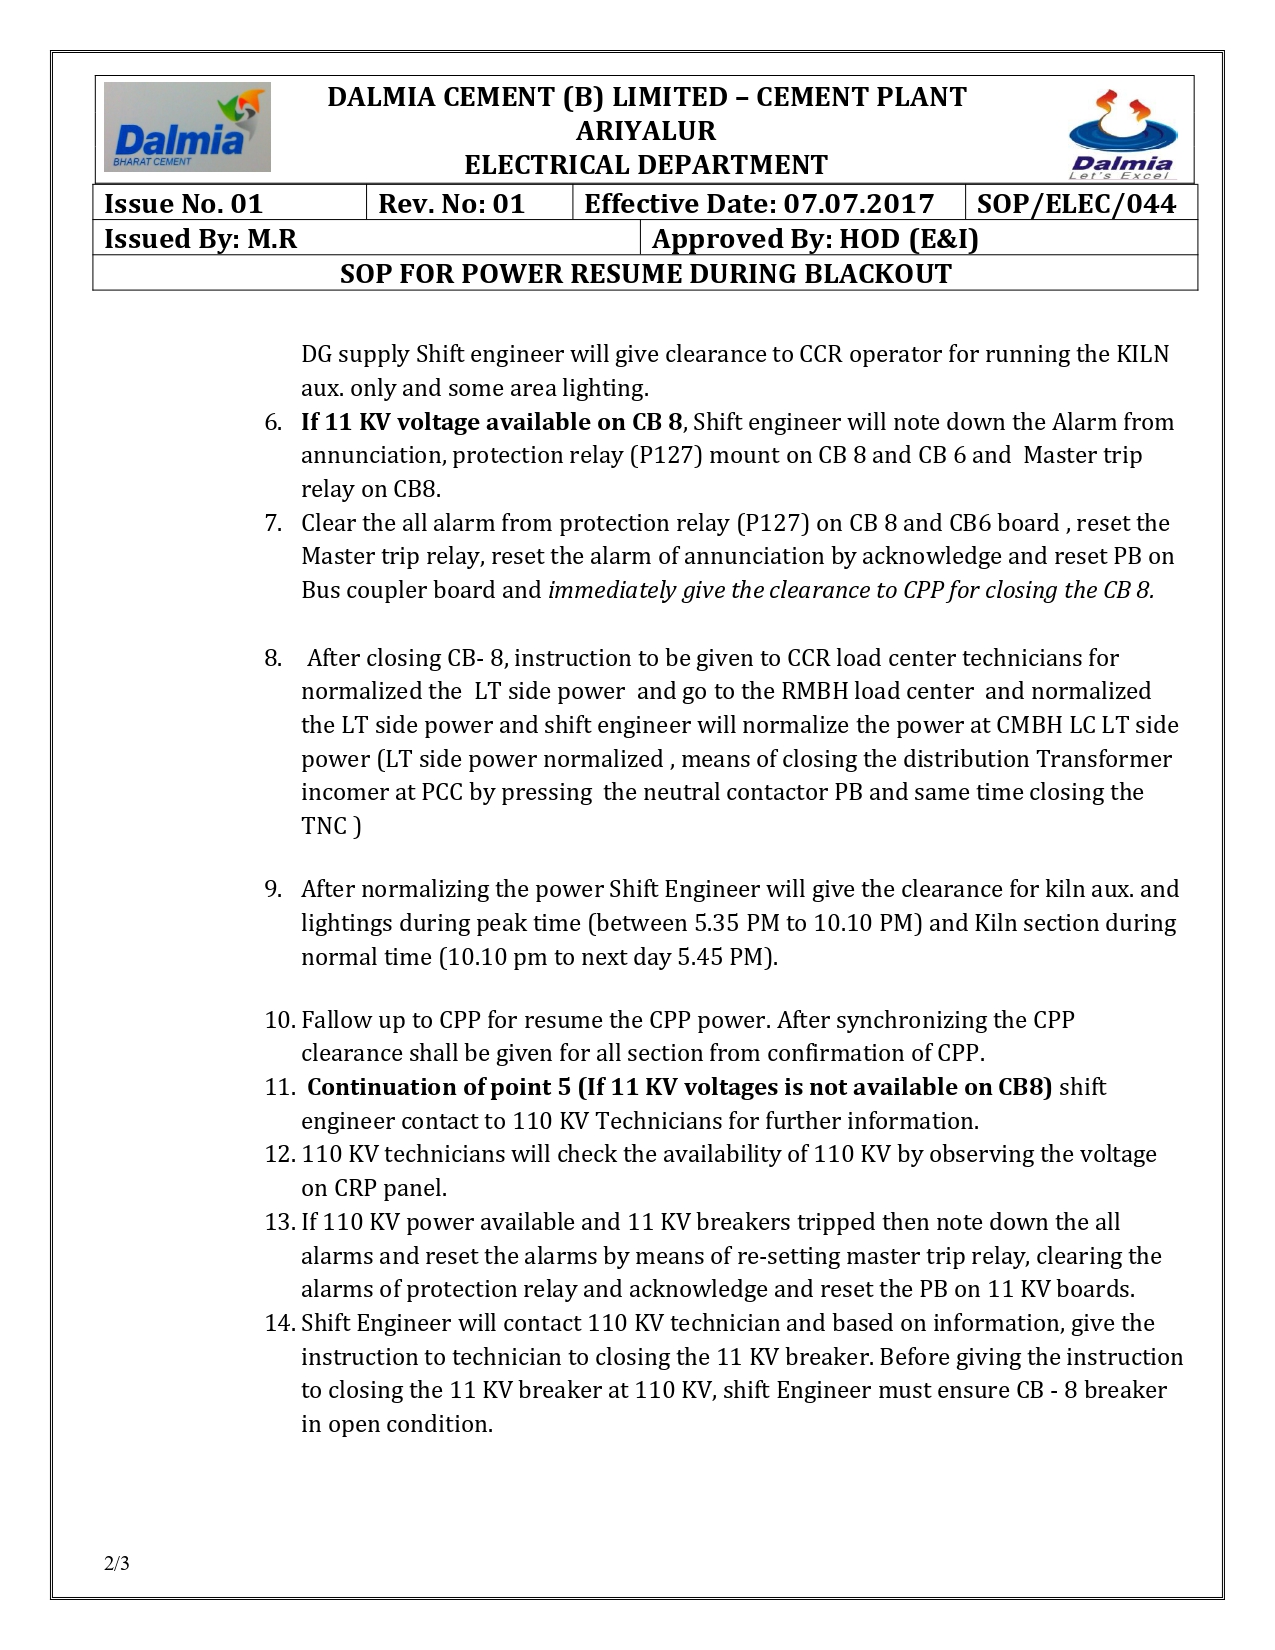 DALMIA CEMENT (B) LIMITED – CEMENT PLANT
ARIYALUR
ELECTRICAL DEPARTMENT
Dalmia
BHARAT CEMENT
Dalmia
Let's Excel
Issue No. 01 Rev. No: 01 Effective Date: 07.07.2017 SOP/ELEC/044
Issued By: M.R Approved By: HOD (E&I)
SOP FOR POWER RESUME DURING BLACKOUT
DG supply Shift engineer will give clearance to CCR operator for running the KILN
aux. only and some area lighting.
6. If 11 KV voltage available on CB 8, Shift engineer will note down the Alarm from
annunciation, protection relay (P127) mount on CB 8 and CB 6 and Master trip
relay on CB8.
7. Clear the all alarm from protection relay (P127) on CB 8 and CB6 board , reset the
Master trip relay, reset the alarm of annunciation by acknowledge and reset PB on
Bus coupler board and immediately give the clearance to CPP for closing the CB 8.
8. After closing CB- 8, instruction to be given to CCR load center technicians for
normalized the LT side power and go to the RMBH load center and normalized
the LT side power and shift engineer will normalize the power at CMBH LC LT side
power (LT side power normalized , means of closing the distribution Transformer
incomer at PCC by pressing the neutral contactor PB and same time closing the
TNC )
9. After normalizing the power Shift Engineer will give the clearance for kiln aux. and
lightings during peak time (between 5.35 PM to 10.10 PM) and Kiln section during
normal time (10.10 pm to next day 5.45 PM).
10. Fallow up to CPP for resume the CPP power. After synchronizing the CPP
clearance shall be given for all section from confirmation of CPP.
11. Continuation of point 5 (If 11 KV voltages is not available on CB8) shift
engineer contact to 110 KV Technicians for further information.
12. 110 KV technicians will check the availability of 110 KV by observing the voltage
on CRP panel.
13. If 110 KV power available and 11 KV breakers tripped then note down the all
alarms and reset the alarms by means of re-setting master trip relay, clearing the
alarms of protection relay and acknowledge and reset the PB on 11 KV boards.
14. Shift Engineer will contact 110 KV technician and based on information, give the
instruction to technician to closing the 11 KV breaker. Before giving the instruction
to closing the 11 KV breaker at 110 KV, shift Engineer must ensure CB - 8 breaker
in open condition.
2/3